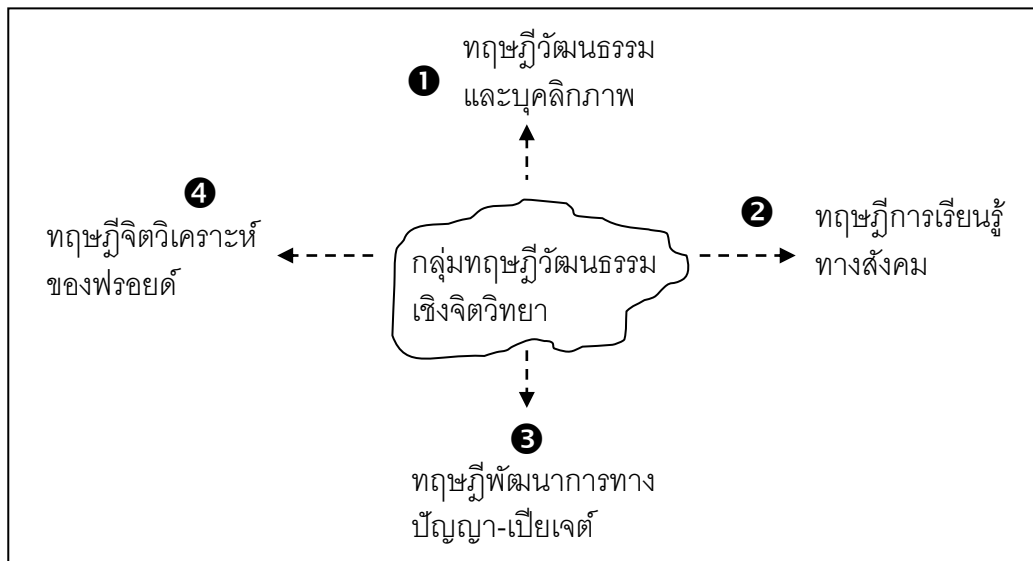 ❶
ทฤษฎีวัฒนธรรม
และบุคลิกภาพ
❹
ทฤษฎีจิตวิเคราะห์
ของฟรอยด์
กลุ่มทฤษฎีวัฒนธรรม
เชิงจิตวิทยา
❷
ทฤษฎีการเรียนรู้
ทางสังคม
❸
ทฤษฎีพัฒนาการทาง
ปัญญา-เปียเจต์